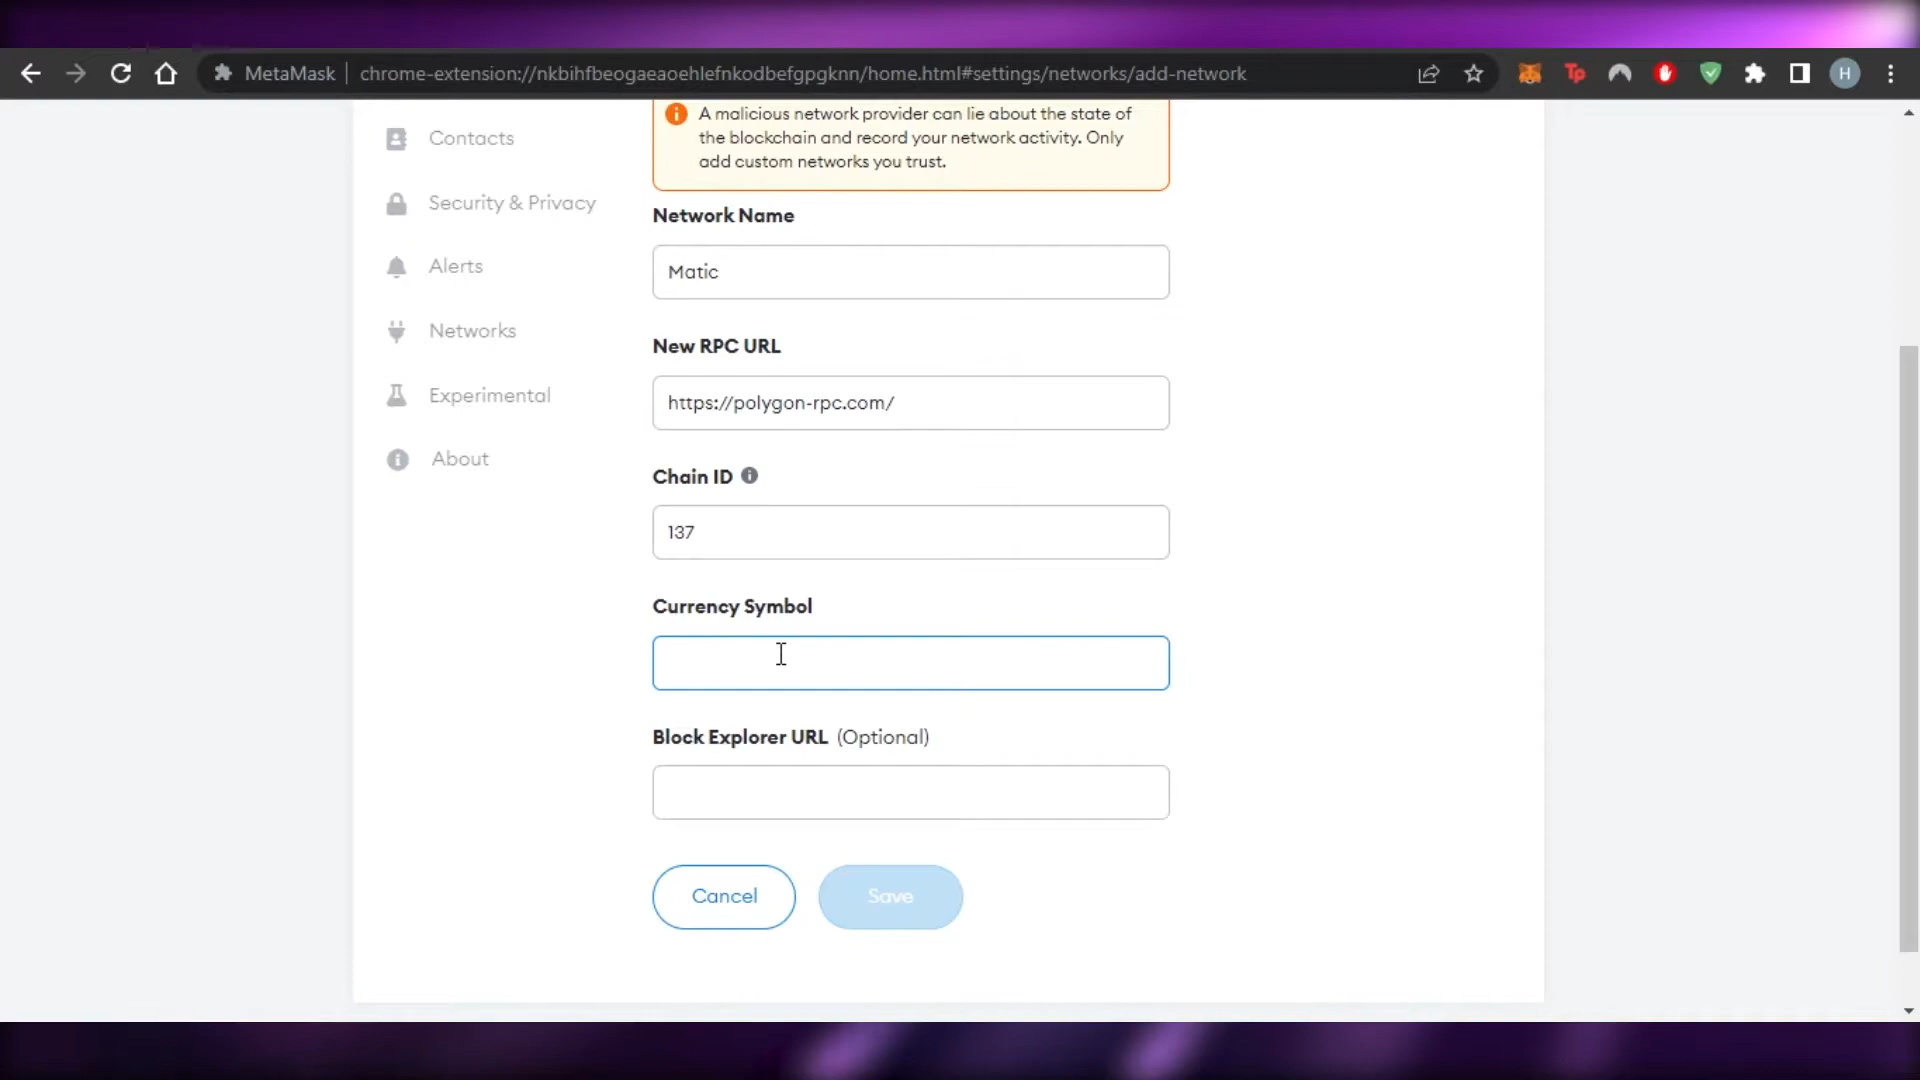 MetaMask
chrome-extension://nkbihfbeogaeaoehlefnkodbefgpgknn/home.html#settings/networks/add-network
Tp
H
A malicious network provider can lie about the state of
the blockchain and record your network activity. Only
add custom networks you trust.
Contacts
Security & Privacy
Alerts
Networks
Experimental
About
Network Name
Matic
New RPC URL
https://polygon-rpc.com/
Chain ID
137
Currency Symbol
Block Explorer URL (Optional)
Cancel
Save